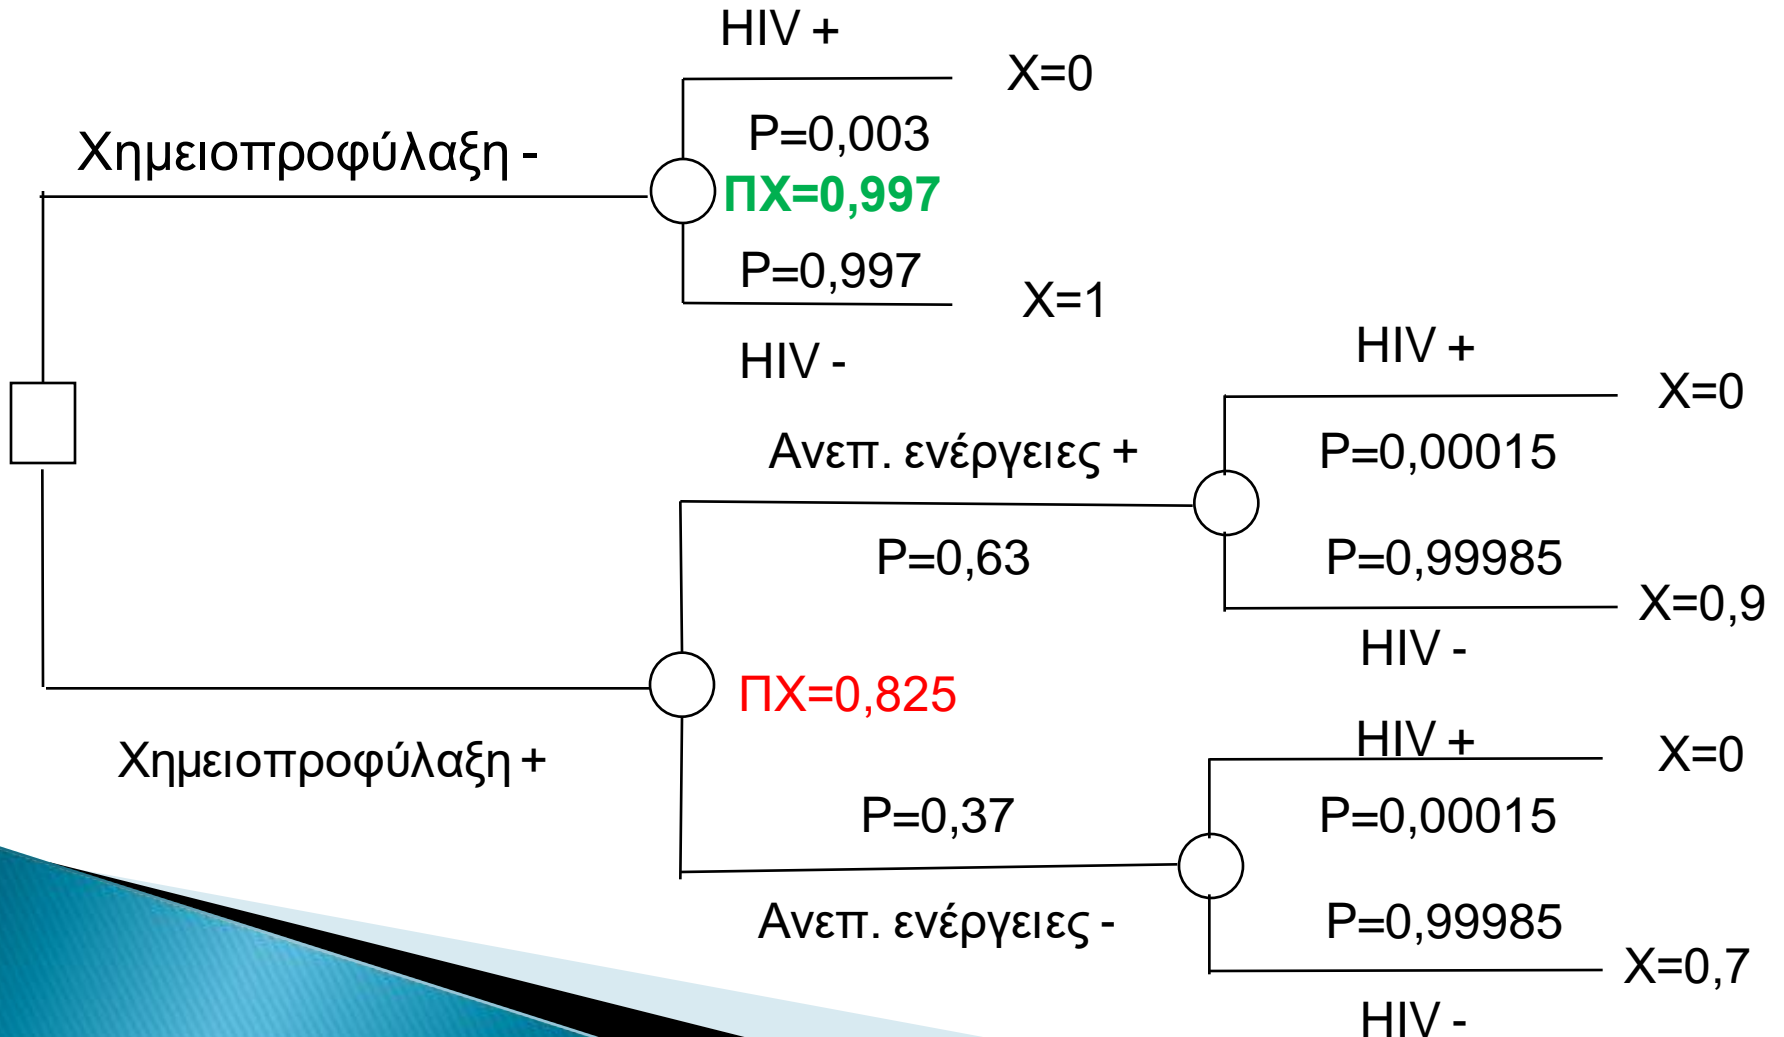 HIV +
X=0
Χημειοπροφύλαξη -
P=0,003
ΠΧ=0,997
P=0,997
X=1
HIV -
HIV +
X=0
Ανεπ. ενέργειες +
P=0,00015
P=0,63
P=0,99985
X=0,9
HIV -
ΠΧ=0,825
Χημειοπροφύλαξη +
HIV +
X=0
P=0,37
P=0,00015
Ανεπ. ενέργειες -
P=0,99985
X=0,7
HIV -